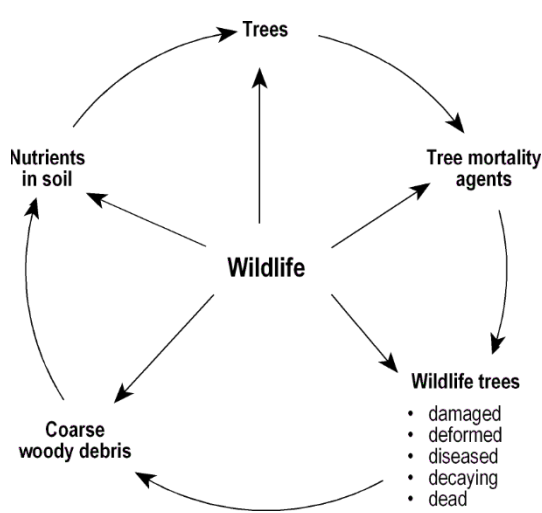 Trees
Nutrients
in soil
Tree mortality
agents
Wildlife
Wildlife trees
• damaged
• deformed
• diseased
• decaying
• dead
Coarse
woody debris